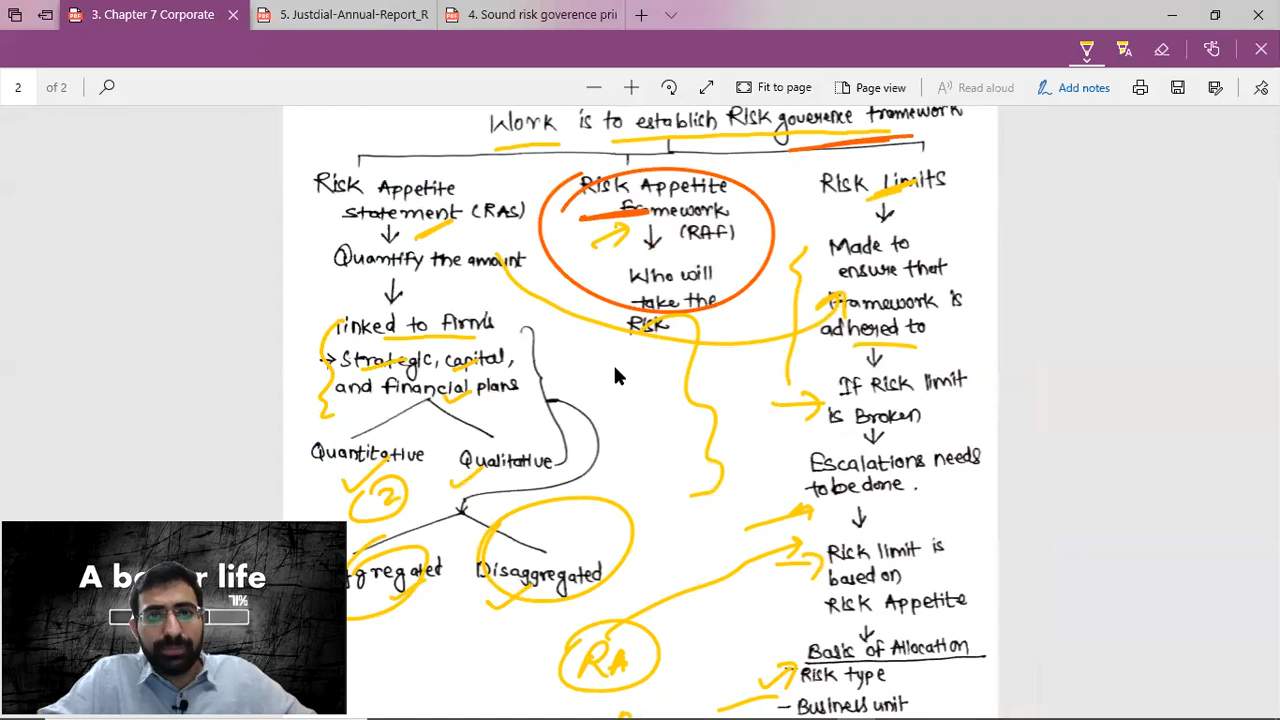 3. Chapter 7 Corporate
5. Justdial-Annual-Report_R
4. Sound risk goverence prin
2 of 2
Fit to page
Page view
Read aloud
Add notes
Work is to establish Risk goverence framework
Risk Appetite
statement (RAS)
Quantify the amount
linked to firm's
→ Strategic, capital,
and financial plans
Quantitative
Qualitative
2
Aggregated
Disaggregated
Risk Appetite
framework
(RAF)
Who will
take the
Risk
RA
Risk Limits
Made to
ensure that
framework is
adhered to
If Risk limit
is Broken
Escalations needs
to be done.
Risk limit is
based on
Risk Appetite
Basis of Allocation
- Risk type
- Business unit
life
71%